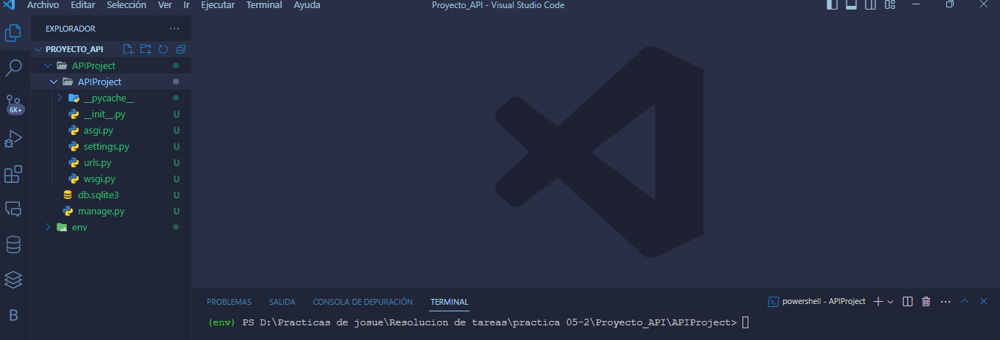 Archivo Editar Selección Ver Ir Ejecutar Terminal Ayuda
Proyecto_API - Visual Studio Code
EXPLORADOR
PROYECTO_API
APIProject
APIProject
__pycache__
__init__.py U
asgi.py U
settings.py U
urls.py U
wsgi.py U
db.sqlite3 U
manage.py U
env
6K+
B
PROBLEMAS SALIDA CONSOLA DE DEPURACIÓN TERMINAL
powershell - APIProject
(env) PS D:\Practicas de josue\Resolucion de tareas\practica 05-2\Proyecto_API\APIProject>